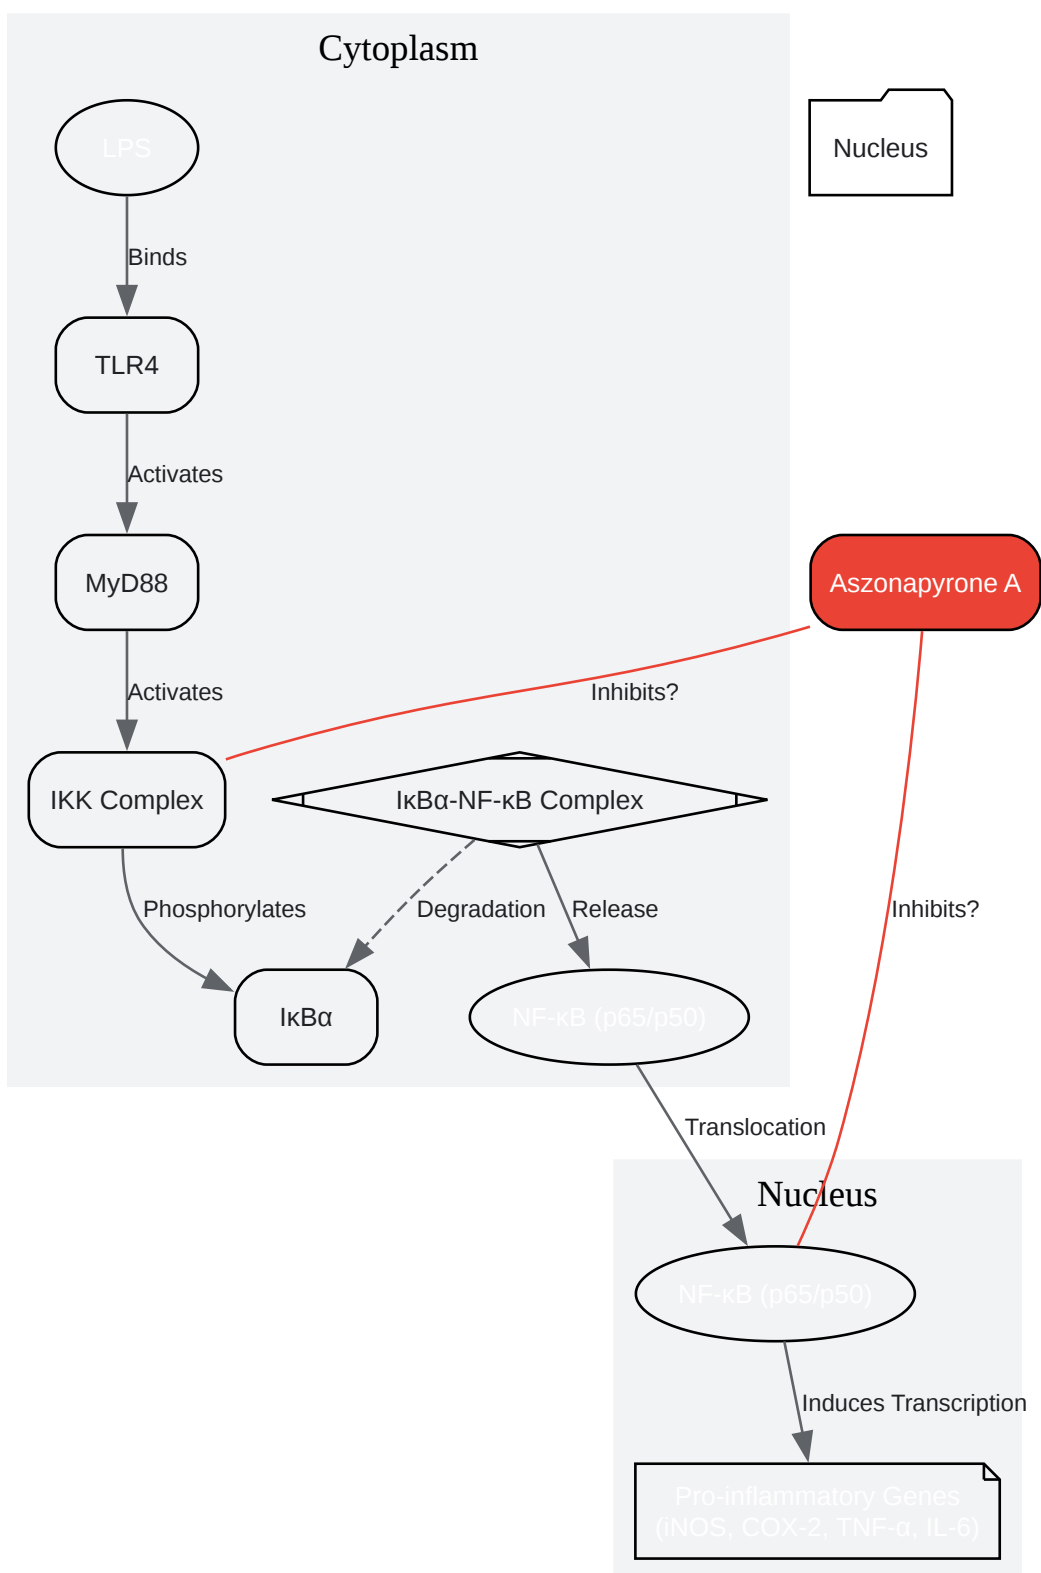 Cytoplasm
LPS
Nucleus
Binds
TLR4
Activates
MyD88
Aszonapyrone A
Activates
Inhibits?
IKK Complex
IκBα-NF-κB Complex
Phosphorylates
Degradation
Release
Inhibits?
IκBα
NF-κB (p65/p50)
Translocation
Nucleus
NF-κB (p65/p50)
Induces Transcription
Pro-inflammatory Genes
(iNOS, COX-2, TNF-α, IL-6)